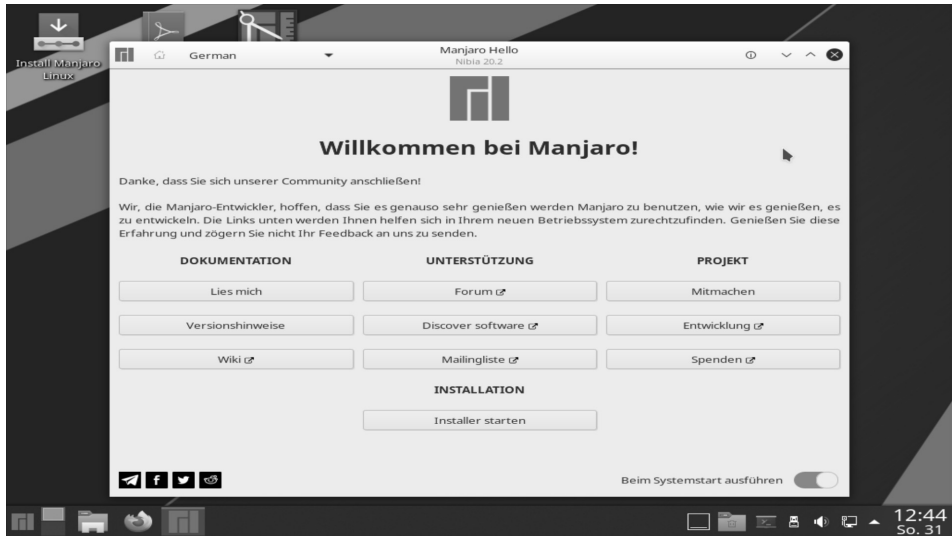 Install Manjaro
Linux
German
Manjaro Hello
Nibia 20.2
Willkommen bei Manjaro!
Danke, dass Sie sich unserer Community anschließen!
Wir, die Manjaro-Entwickler, hoffen, dass Sie es genauso sehr genießen werden Manjaro zu benutzen, wie wir es genießen, es
zu entwickeln. Die Links unten werden Ihnen helfen sich in Ihrem neuen Betriebssystem zurechtzufinden. Genießen Sie diese
Erfahrung und zögern Sie nicht Ihr Feedback an uns zu senden.
DOKUMENTATION UNTERSTÜTZUNG PROJEKT
Lies mich Forum Mitmachen
Versionshinweise Discover software Entwicklung
Wiki Mailingliste Spenden
INSTALLATION
Installer starten
Beim Systemstart ausführen
12:44
So. 31